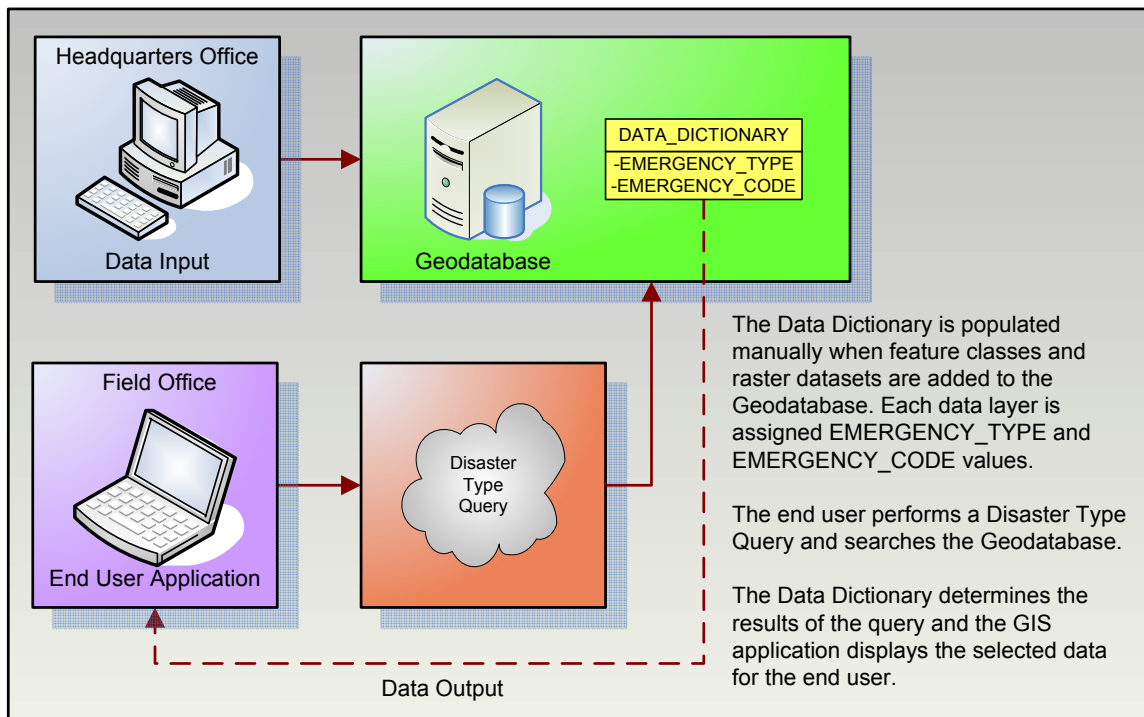 Headquarters Office
Data Input
Geodatabase
DATA_DICTIONARY
-EMERGENCY_TYPE
-EMERGENCY_CODE
Field Office
End User Application
Disaster
Type
Query
Data Output
The Data Dictionary is populated
manually when feature classes and
raster datasets are added to the
Geodatabase. Each data layer is
assigned EMERGENCY_TYPE and
EMERGENCY_CODE values.
The end user performs a Disaster Type
Query and searches the Geodatabase.
The Data Dictionary determines the
results of the query and the GIS
application displays the selected data
for the end user.